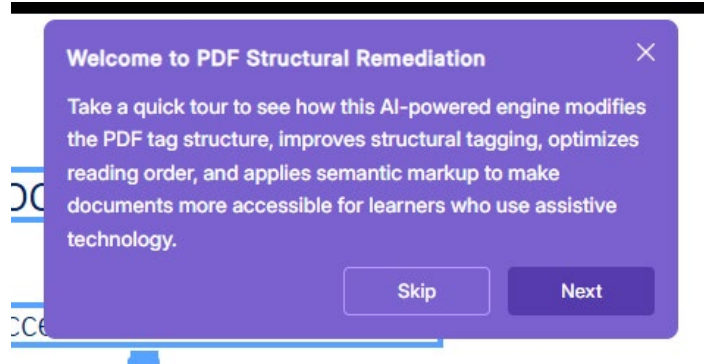 Welcome to PDF Structural Remediation
Take a quick tour to see how this AI-powered engine modifies
the PDF tag structure, improves structural tagging, optimizes
reading order, and applies semantic markup to make
documents more accessible for learners who use assistive
technology.
Skip
Next